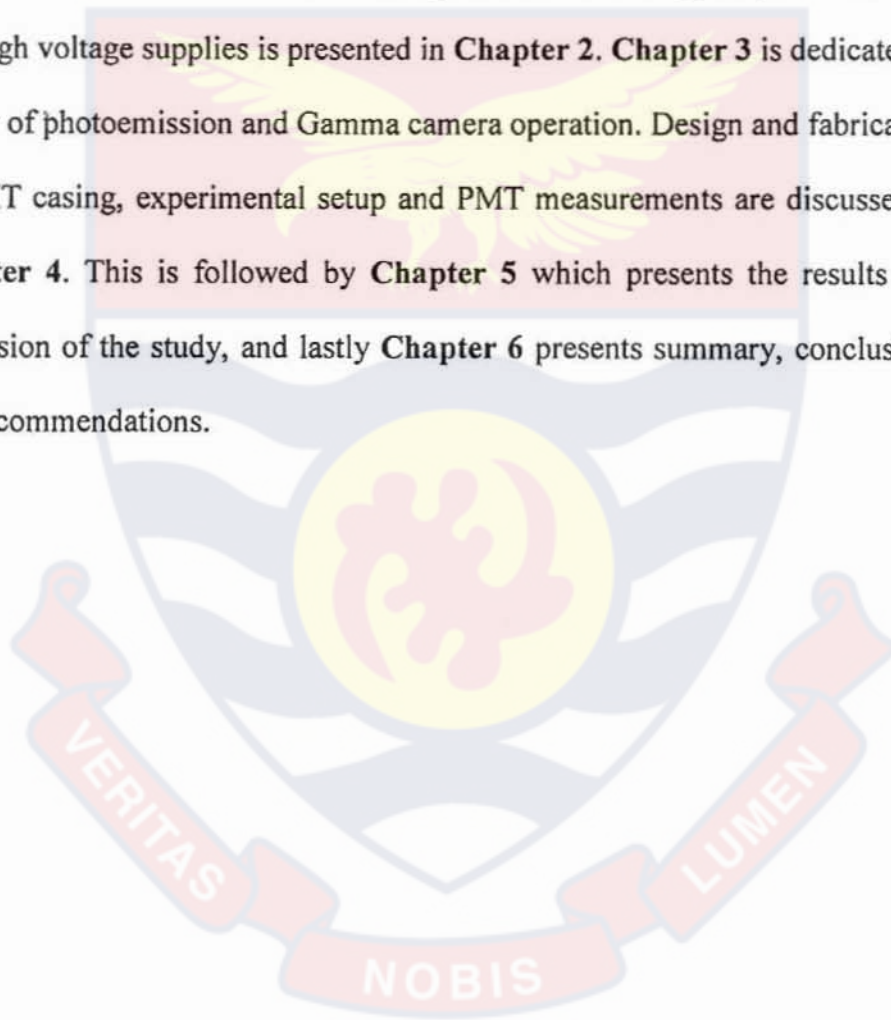 gh voltage supplies is presented in Chapter 2. Chapter 3 is dedicate
of photoemission and Gamma camera operation. Design and fabrica
T casing, experimental setup and PMT measurements are discusse
er 4. This is followed by Chapter 5 which presents the results
sion of the study, and lastly Chapter 6 presents summary, conclus
commendations.
VERITAS
NOBIS
LUMEN